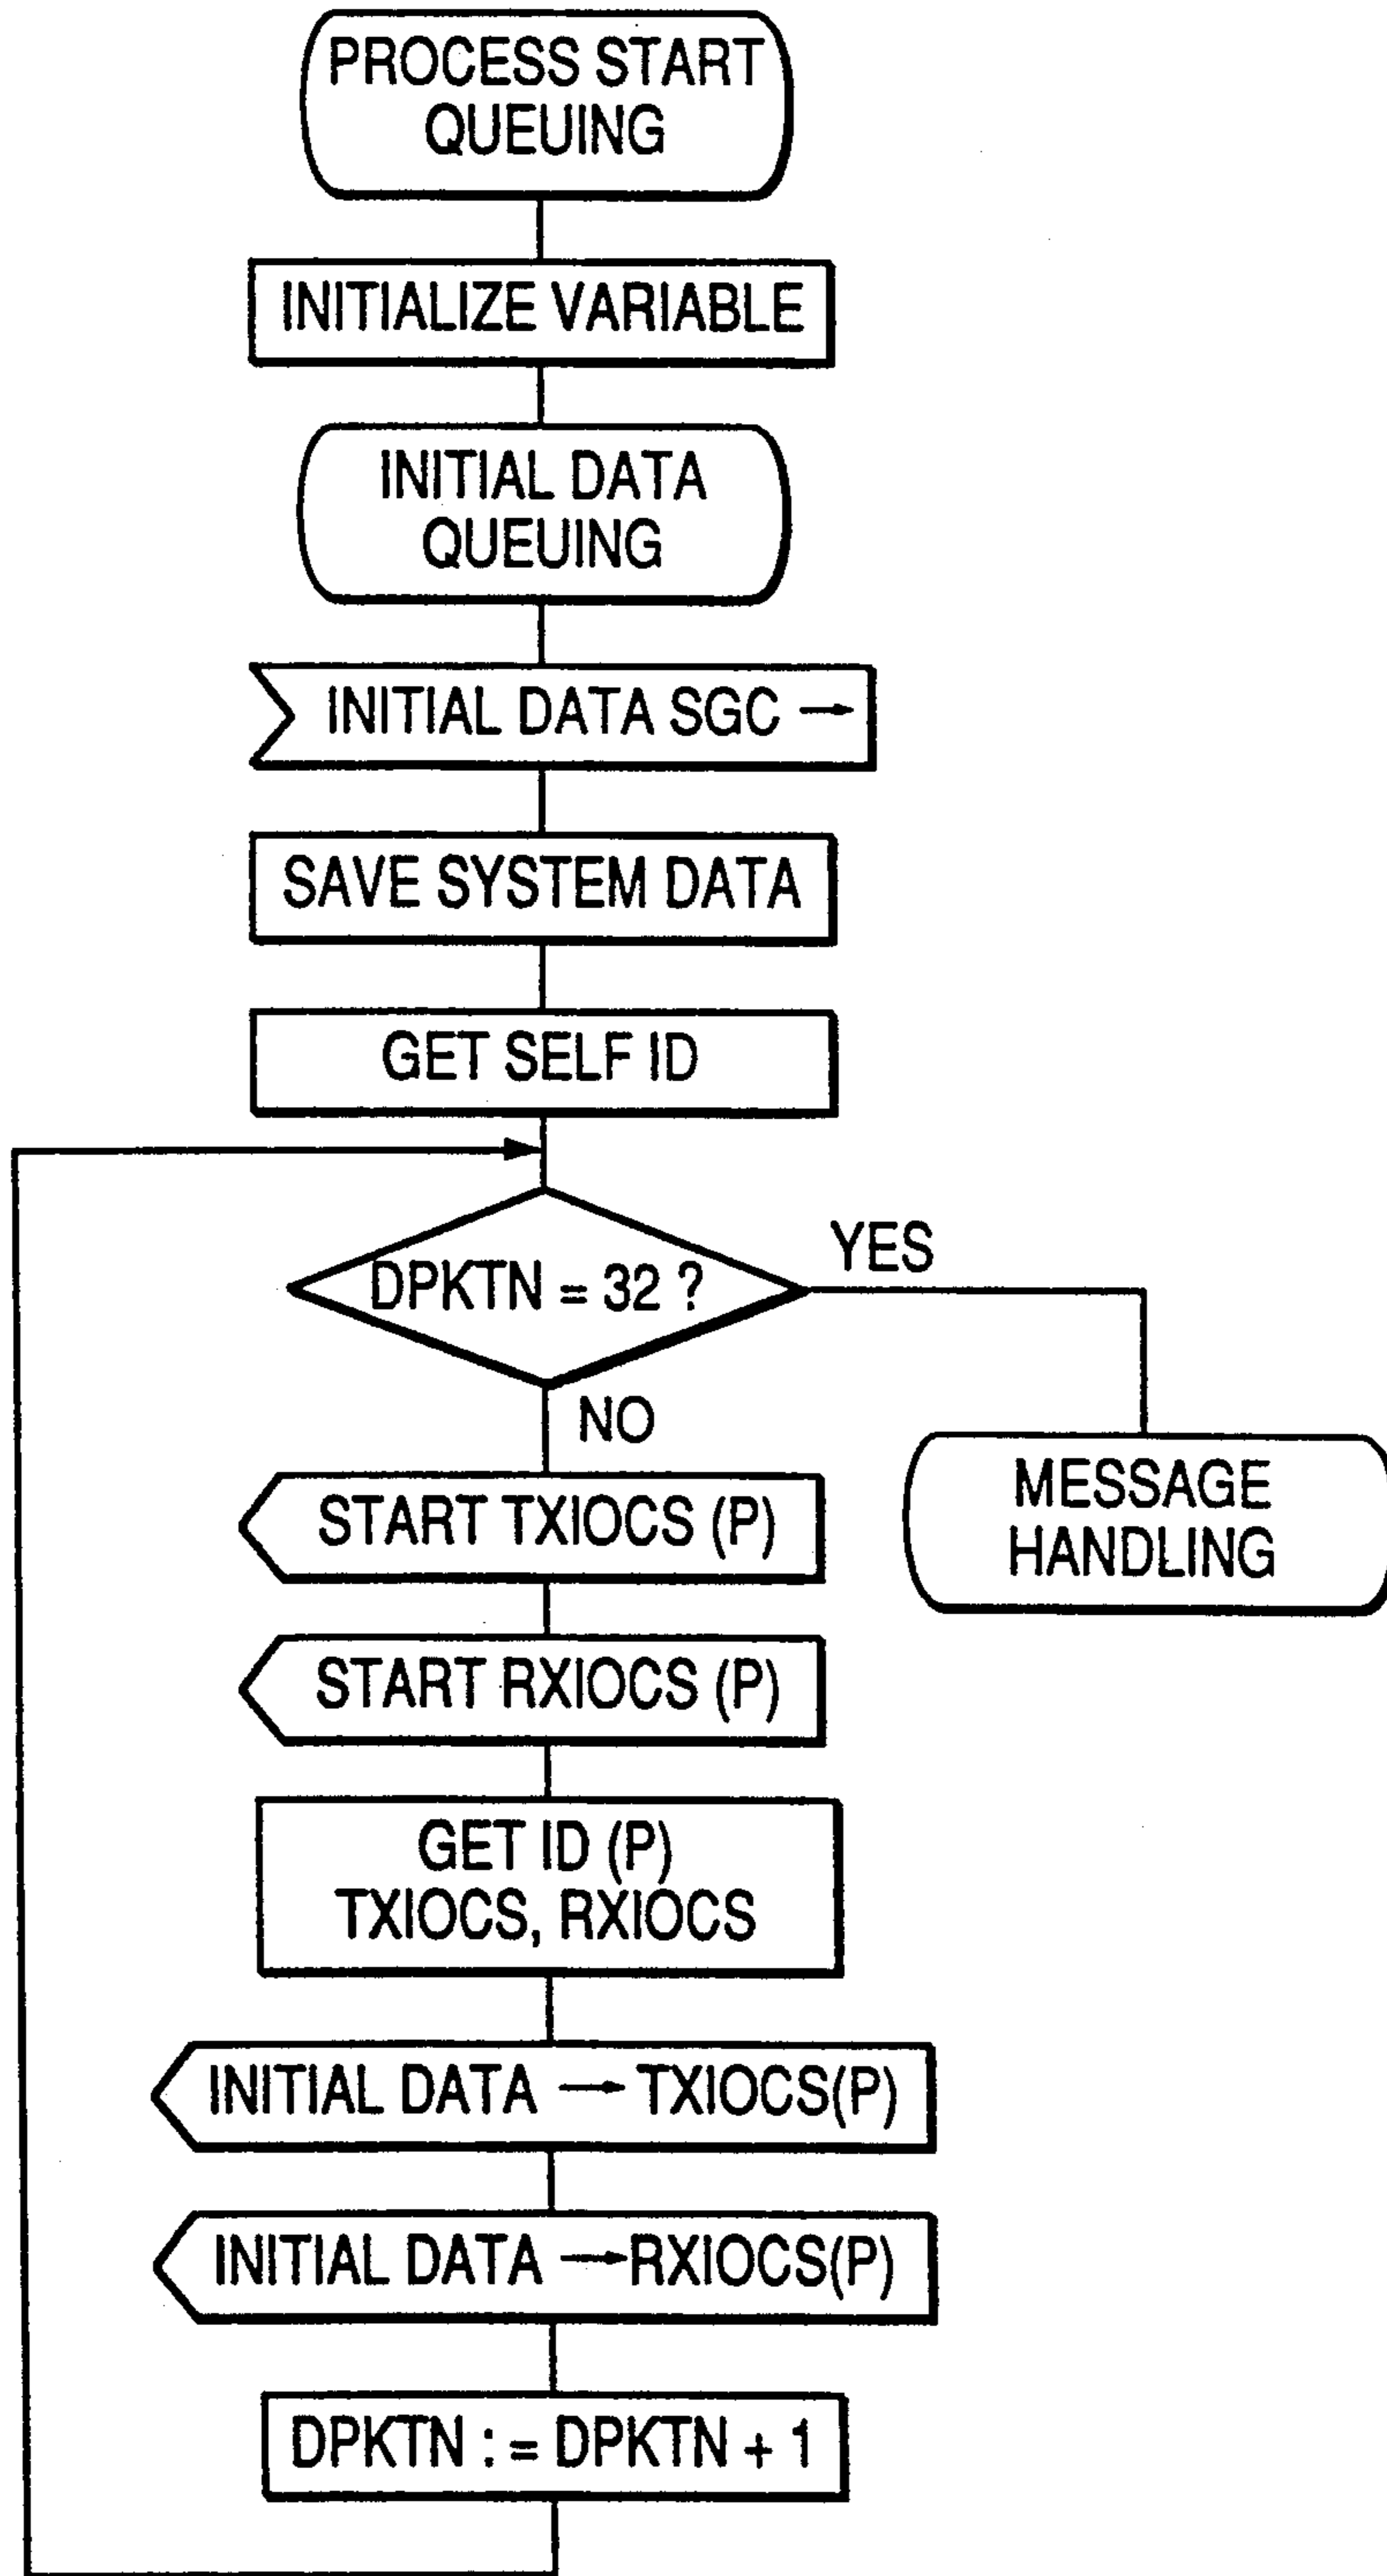 PROCESS START
QUEUING
INITIALIZE VARIABLE
INITIAL DATA
QUEUING
INITIAL DATA SGC →
SAVE SYSTEM DATA
GET SELF ID
DPKTN = 32 ?
YES
NO
MESSAGE
HANDLING
START TXIOCS (P)
START RXIOCS (P)
GET ID (P)
TXIOCS, RXIOCS
INITIAL DATA → TXIOCS(P)
INITIAL DATA → RXIOCS(P)
DPKTN : = DPKTN + 1